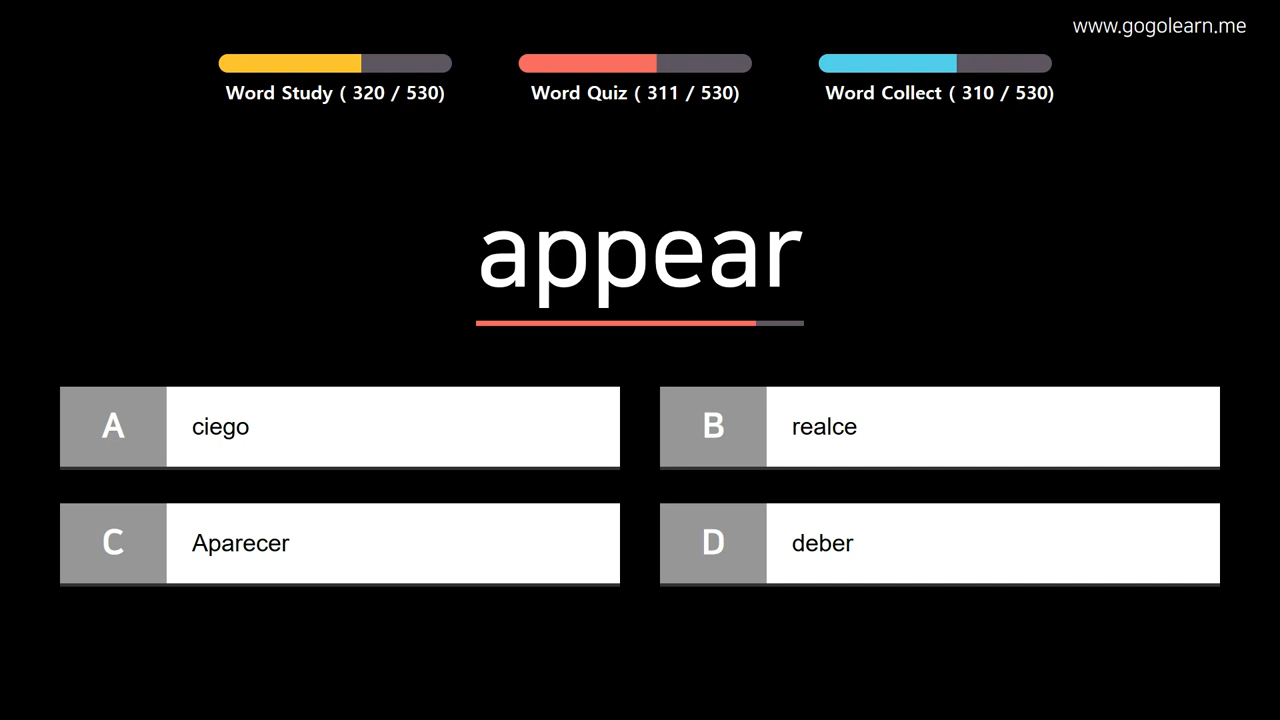 www.gogolearn.me
Word Study ( 320 / 530)
Word Quiz ( 311 / 530)
Word Collect ( 310 / 530)
appear
A ciego
B realce
C Aparecer
D deber